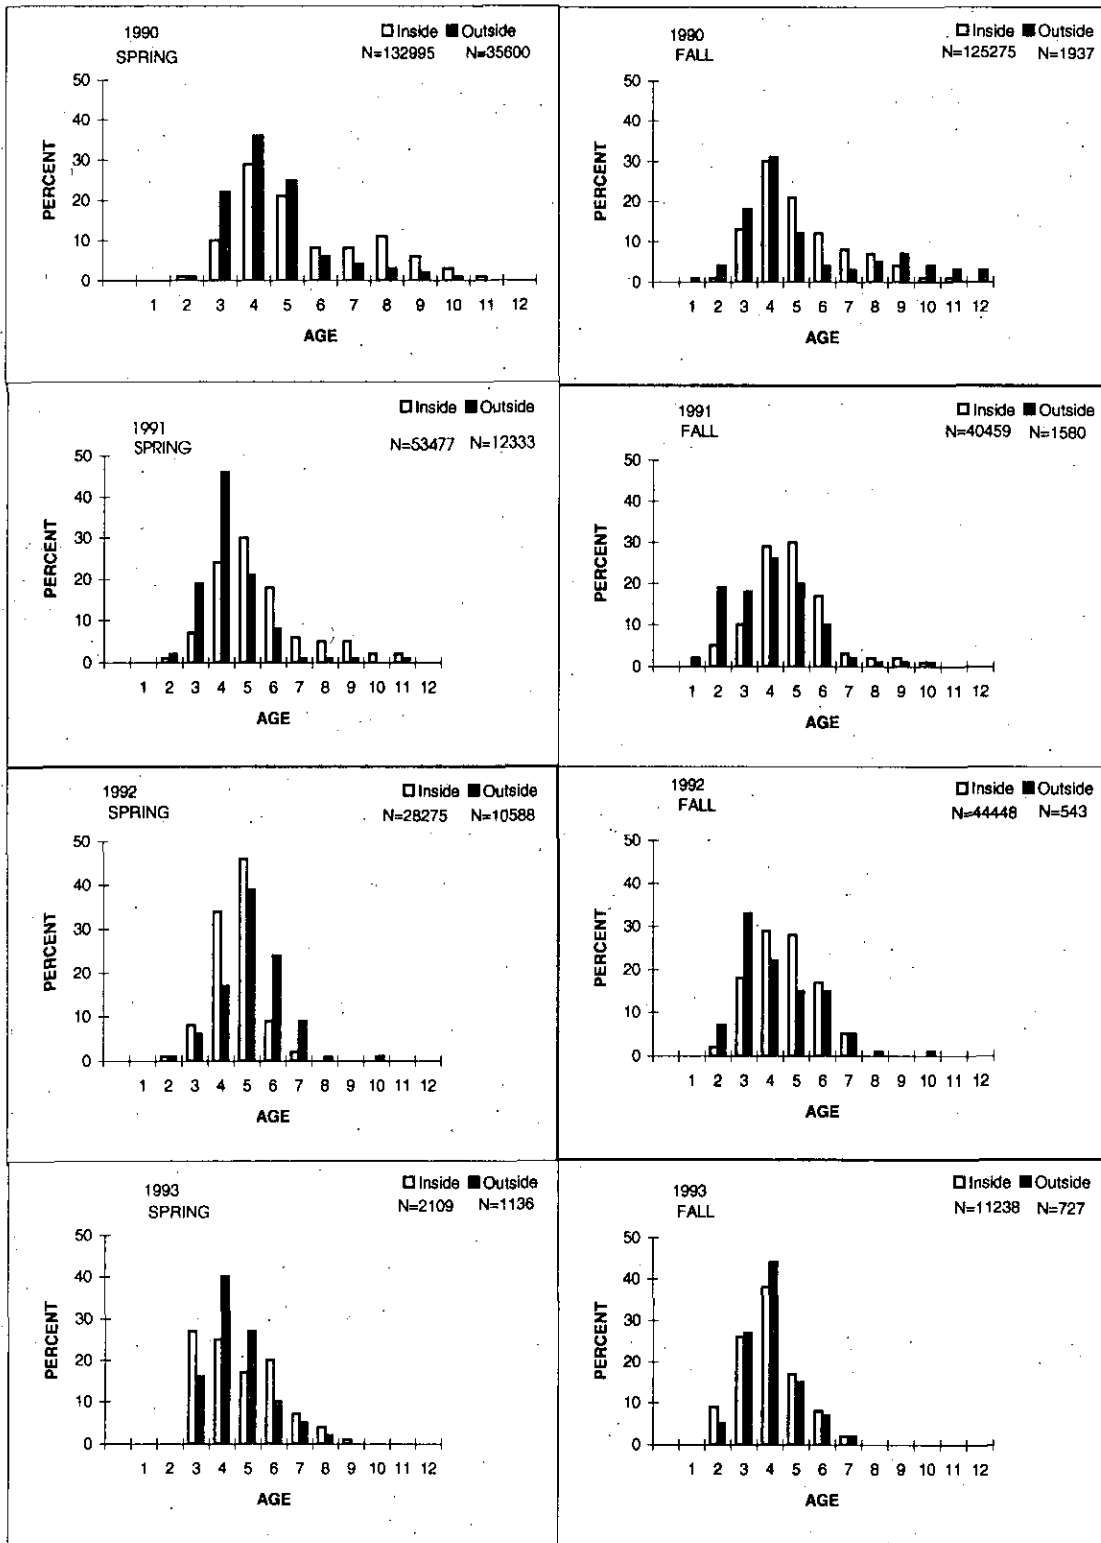 1990
SPRING
Inside Outside
N=132995 N=35600
50
40
30
20
10
0
PERCENT
1 2 3 4 5 6 7 8 9 10 11 12
AGE
1990
FALL
Inside Outside
N=125275 N=1937
50
40
30
20
10
0
PERCENT
1 2 3 4 5 6 7 8 9 10 11 12
AGE
1991
SPRING
Inside Outside
N=53477 N=12333
50
40
30
20
10
0
PERCENT
1 2 3 4 5 6 7 8 9 10 11 12
AGE
1991
FALL
Inside Outside
N=40459 N=1580
50
40
30
20
10
0
PERCENT
1 2 3 4 5 6 7 8 9 10 11 12
AGE
1992
SPRING
Inside Outside
N=28275 N=10588
50
40
30
20
10
0
PERCENT
1 2 3 4 5 6 7 8 9 10 11 12
AGE
1992
FALL
Inside Outside
N=44448 N=543
50
40
30
20
10
0
PERCENT
1 2 3 4 5 6 7 8 9 10 11 12
AGE
1993
SPRING
Inside Outside
N=2109 N=1136
50
40
30
20
10
0
PERCENT
1 2 3 4 5 6 7 8 9 10 11 12
AGE
1993
FALL
Inside Outside
N=11238 N=727
50
40
30
20
10
0
PERCENT
1 2 3 4 5 6 7 8 9 10 11 12
AGE